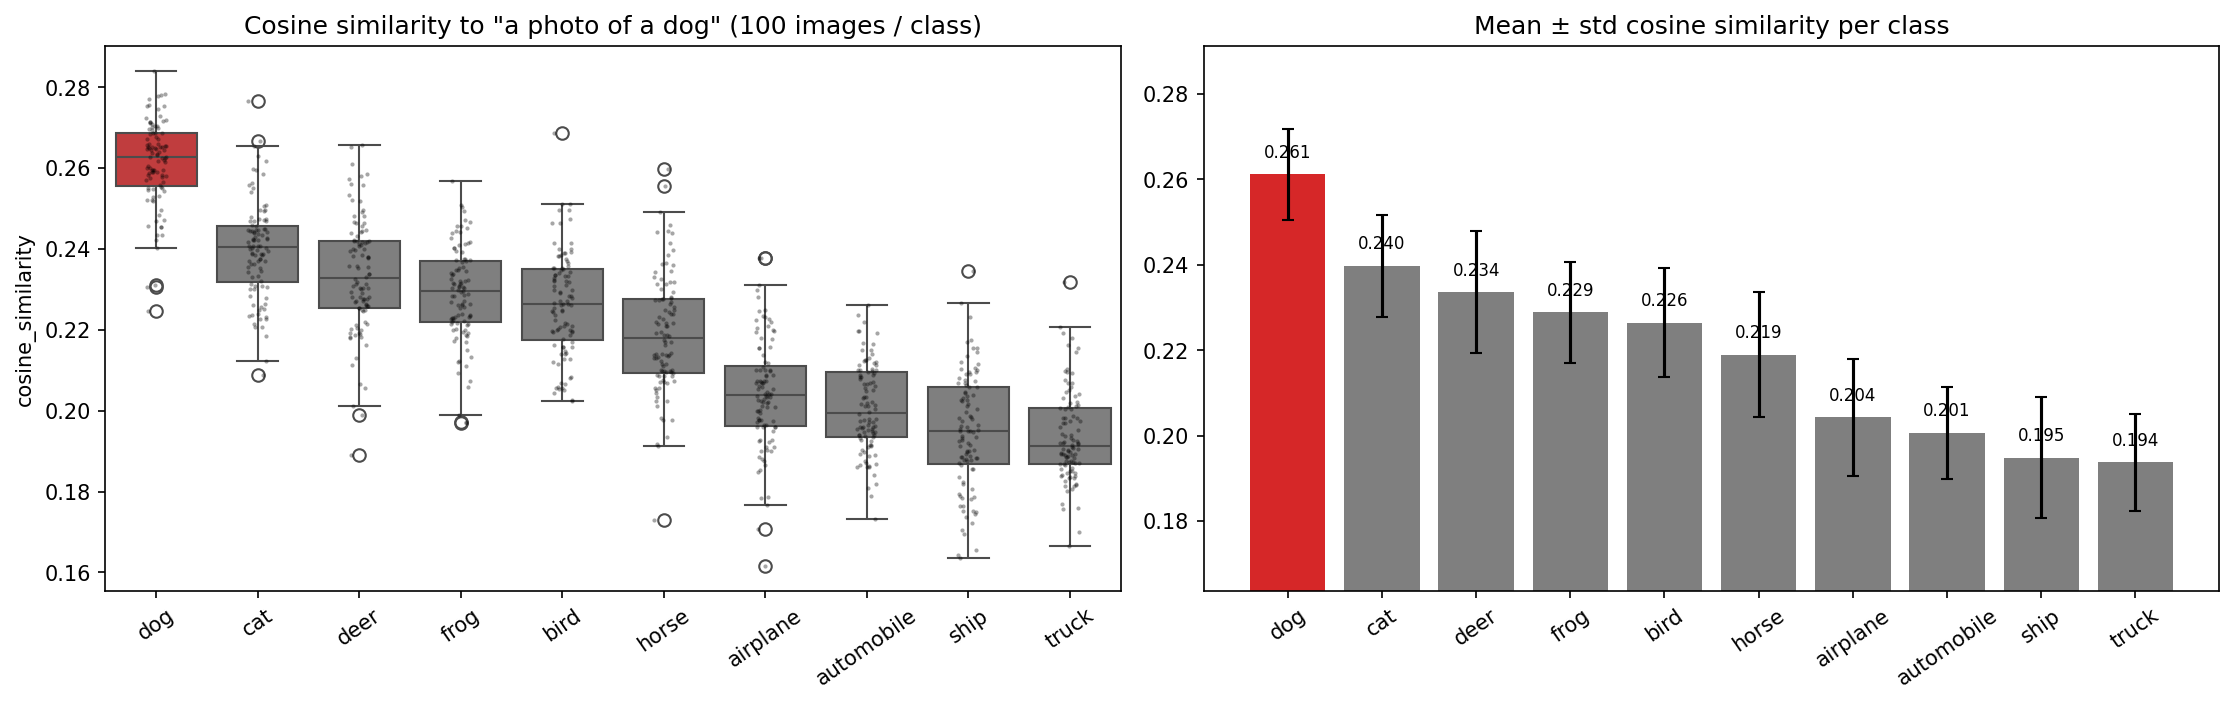 Cosine similarity to "a photo of a dog" (100 images / class)
cosine_similarity
0.28
0.26
0.24
0.22
0.20
0.18
0.16
dog
cat
deer
frog
bird
horse
airplane
automobile
ship
truck
Mean ± std cosine similarity per class
0.28
0.26
0.24
0.22
0.20
0.18
0.261
0.240
0.234
0.229
0.226
0.219
0.204
0.201
0.195
0.194
dog
cat
deer
frog
bird
horse
airplane
automobile
ship
truck